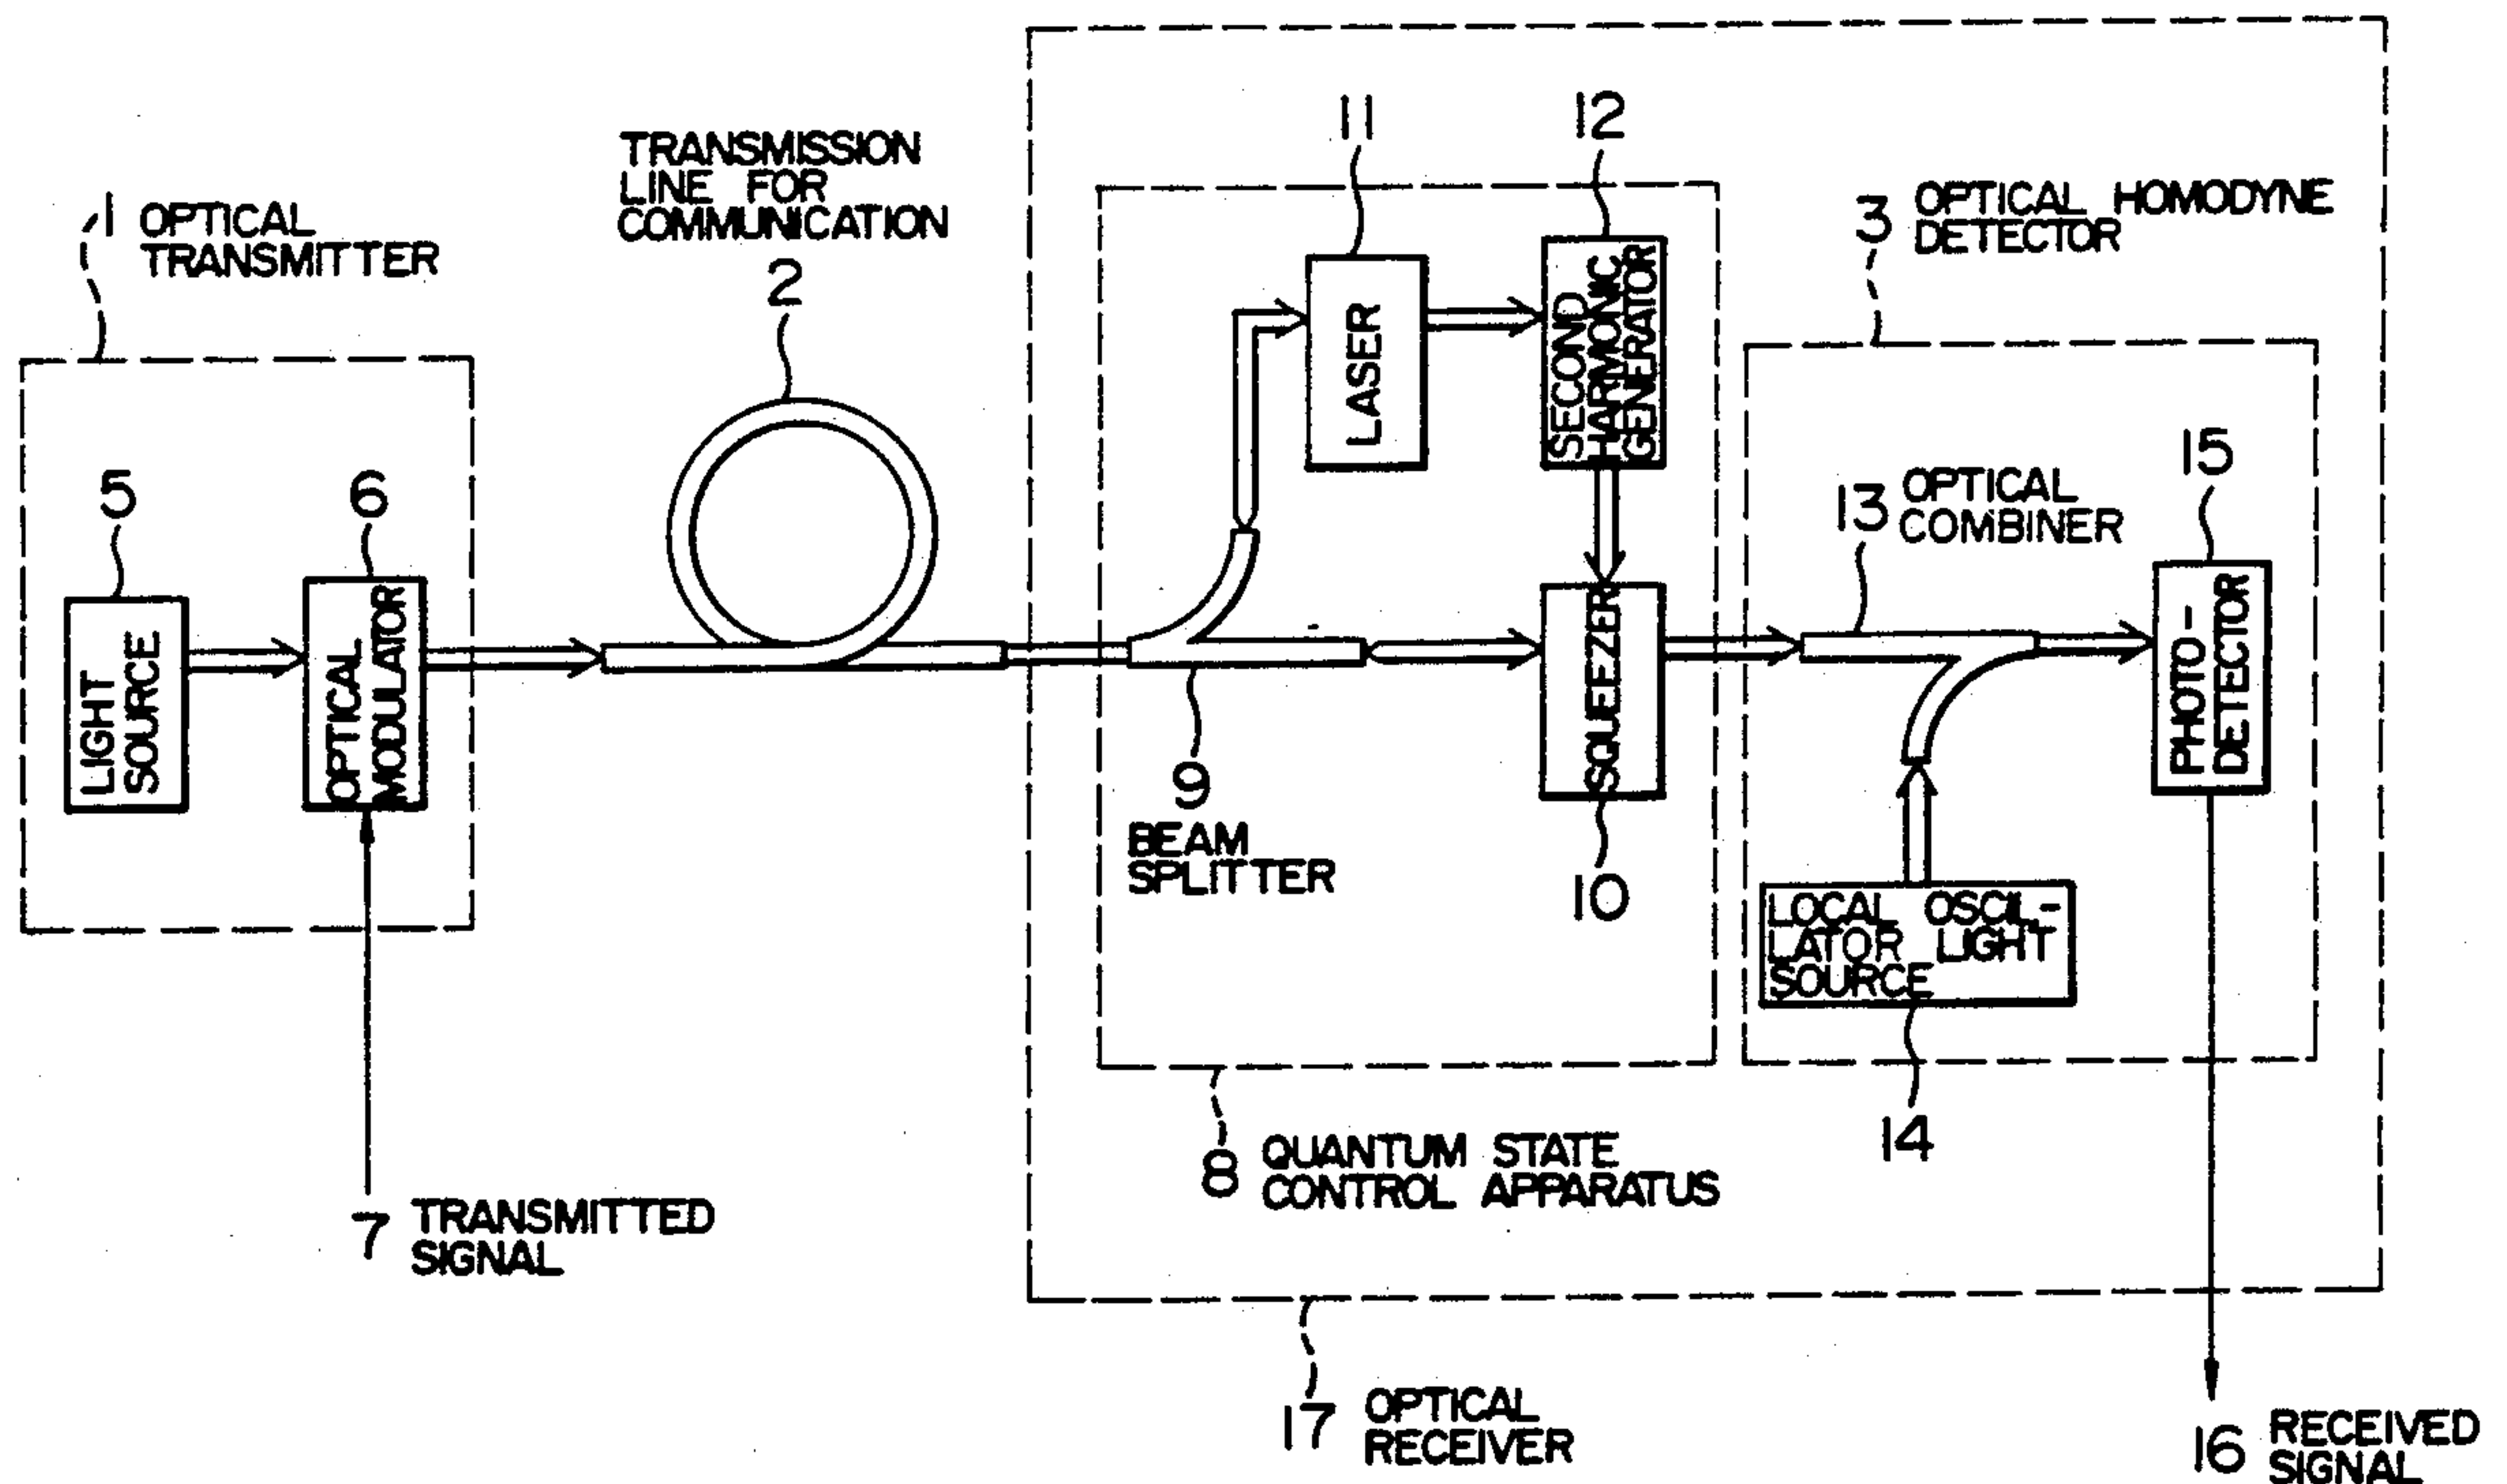 1 OPTICAL
TRANSMITTER
TRANSMISSION
LINE FOR
COMMUNICATION
2
5
LIGHT
SOURCE
6
OPTICAL
MODULATOR
7 TRANSMITTED
SIGNAL
11
LASER
12
SECOND
HARMONIC
GENERATOR
9
BEAM
SPLITTER
SQUEEZER
10
8 QUANTUM STATE
CONTROL APPARATUS
3 OPTICAL HOMODYNE
DETECTOR
13 OPTICAL
COMBINER
15
PHOTO-
DETECTOR
LOCAL OSCIL-
LATOR LIGHT
SOURCE
14
17 OPTICAL
RECEIVER
16 RECEIVED
SIGNAL